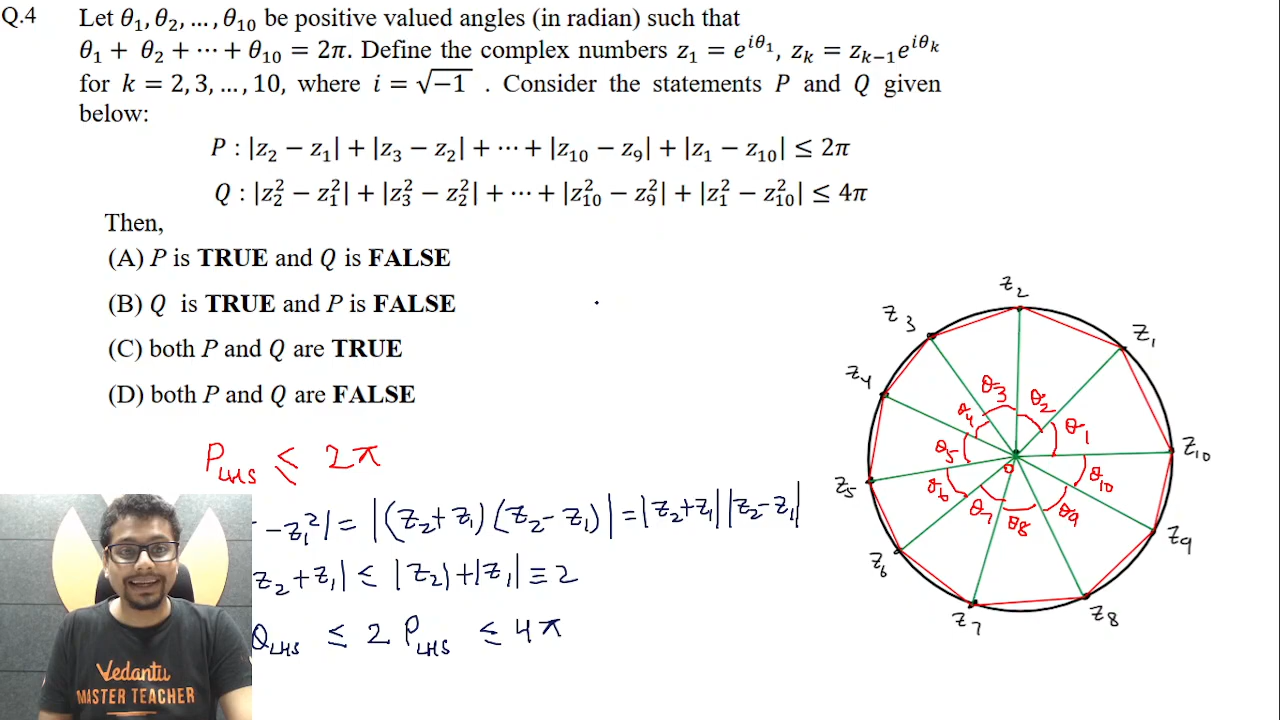 Q.4 Let θ₁, θ₂, ..., θ₁₀ be positive valued angles (in radian) such that
θ₁ + θ₂ + ⋯ + θ₁₀ = 2π. Define the complex numbers z₁ = e^{iθ₁}, z_k = z_{k−1}e^{iθ_k}
for k = 2, 3, ..., 10, where i = √−1 . Consider the statements P and Q given
below:
P : |z₂ − z₁| + |z₃ − z₂| + ⋯ + |z₁₀ − z₉| + |z₁ − z₁₀| ≤ 2π
Q : |z₂² − z₁²| + |z₃² − z₂²| + ⋯ + |z₁₀² − z₉²| + |z₁² − z₁₀²| ≤ 4π
Then,
(A) P is TRUE and Q is FALSE
(B) Q is TRUE and P is FALSE
(C) both P and Q are TRUE
(D) both P and Q are FALSE
P_LHS ≤ 2π
− z₁²| = |(z₂ + z₁)(z₂ − z₁)| = |z₂ + z₁| |z₂ − z₁|
z₂ + z₁| ≤ |z₂| + |z₁| ≡ 2
Q_LHS ≤ 2 P_LHS ≤ 4π
z₂
z₃
z₁
z₄
θ₃
θ₂
θ₄
θ₁
θ₅
z₁₀
0
θ₁₀
z₅
θ₆
θ₇
θ₈
θ₉
z₆
z₉
z₇
z₈
Vedantu
MASTER TEACHER